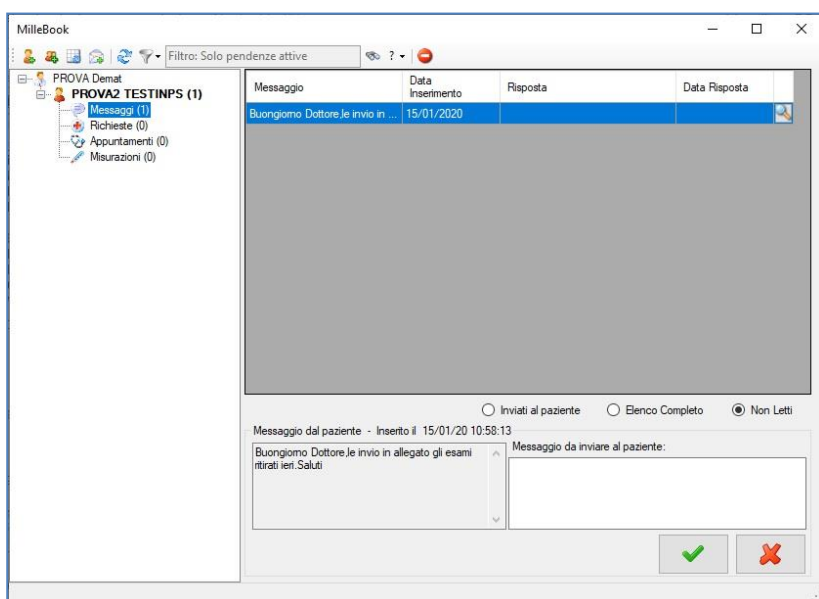 MilleBook
Filtro: Solo pendenze attive
?
PROVA Demat
PROVA2 TESTINPS (1)
Messaggi (1)
Richieste (0)
Appuntamenti (0)
Misurazioni (0)
Messaggio Data Inserimento Risposta Data Risposta
Buongiorno Dottore,le invio in ... 15/01/2020
Inviati al paziente Elenco Completo Non Letti
Messaggio dal paziente - Inserito il 15/01/20 10:58:13
Buongiorno Dottore,le invio in allegato gli esami
ritirati ieri.Saluti
Messaggio da inviare al paziente: